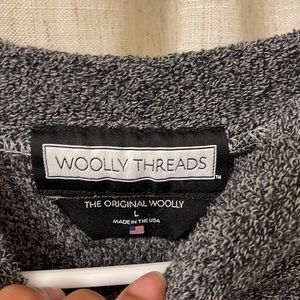 WOOLLY THREADS
™
THE ORIGINAL WOOLLY
L
MADE IN THE USA